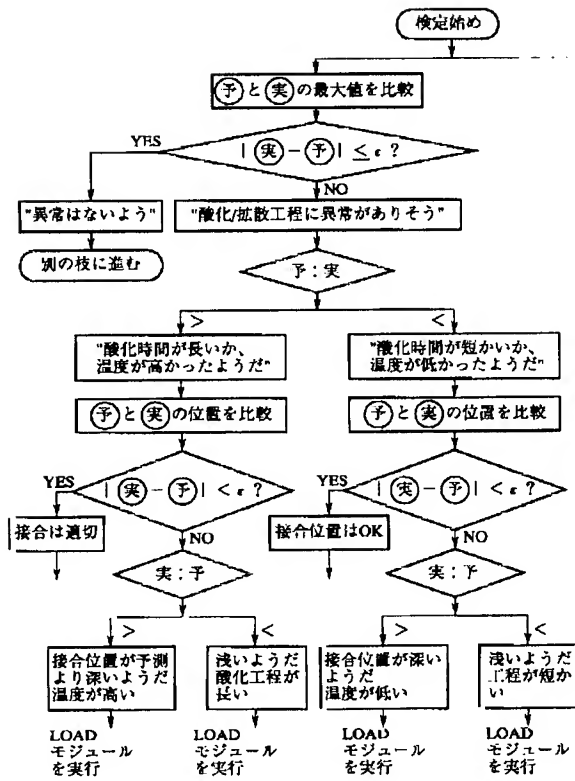 検定始め
予と実の最大値を比較
YES
|実−予|≤ε?
NO
"異常はないよう"
"酸化/拡散工程に異常がありそう"
別の枝に進む
予:実
>
<
"酸化時間が長いか、
温度が高かったようだ"
"酸化時間が短かいか、
温度が低かったようだ"
予と実の位置を比較
予と実の位置を比較
YES
|実−予|<ε?
YES
|実−予|<ε?
接合は適切
NO
接合位置はOK
NO
実:予
実:予
>
<
>
<
接合位置が予測
より深いようだ
温度が高い
浅いようだ
酸化工程が
長い
接合位置が深い
ようだ
温度が低い
浅いようだ
工程が短か
い
LOAD
モジュール
を実行
LOAD
モジュール
を実行
LOAD
モジュール
を実行
LOAD
モジュール
を実行